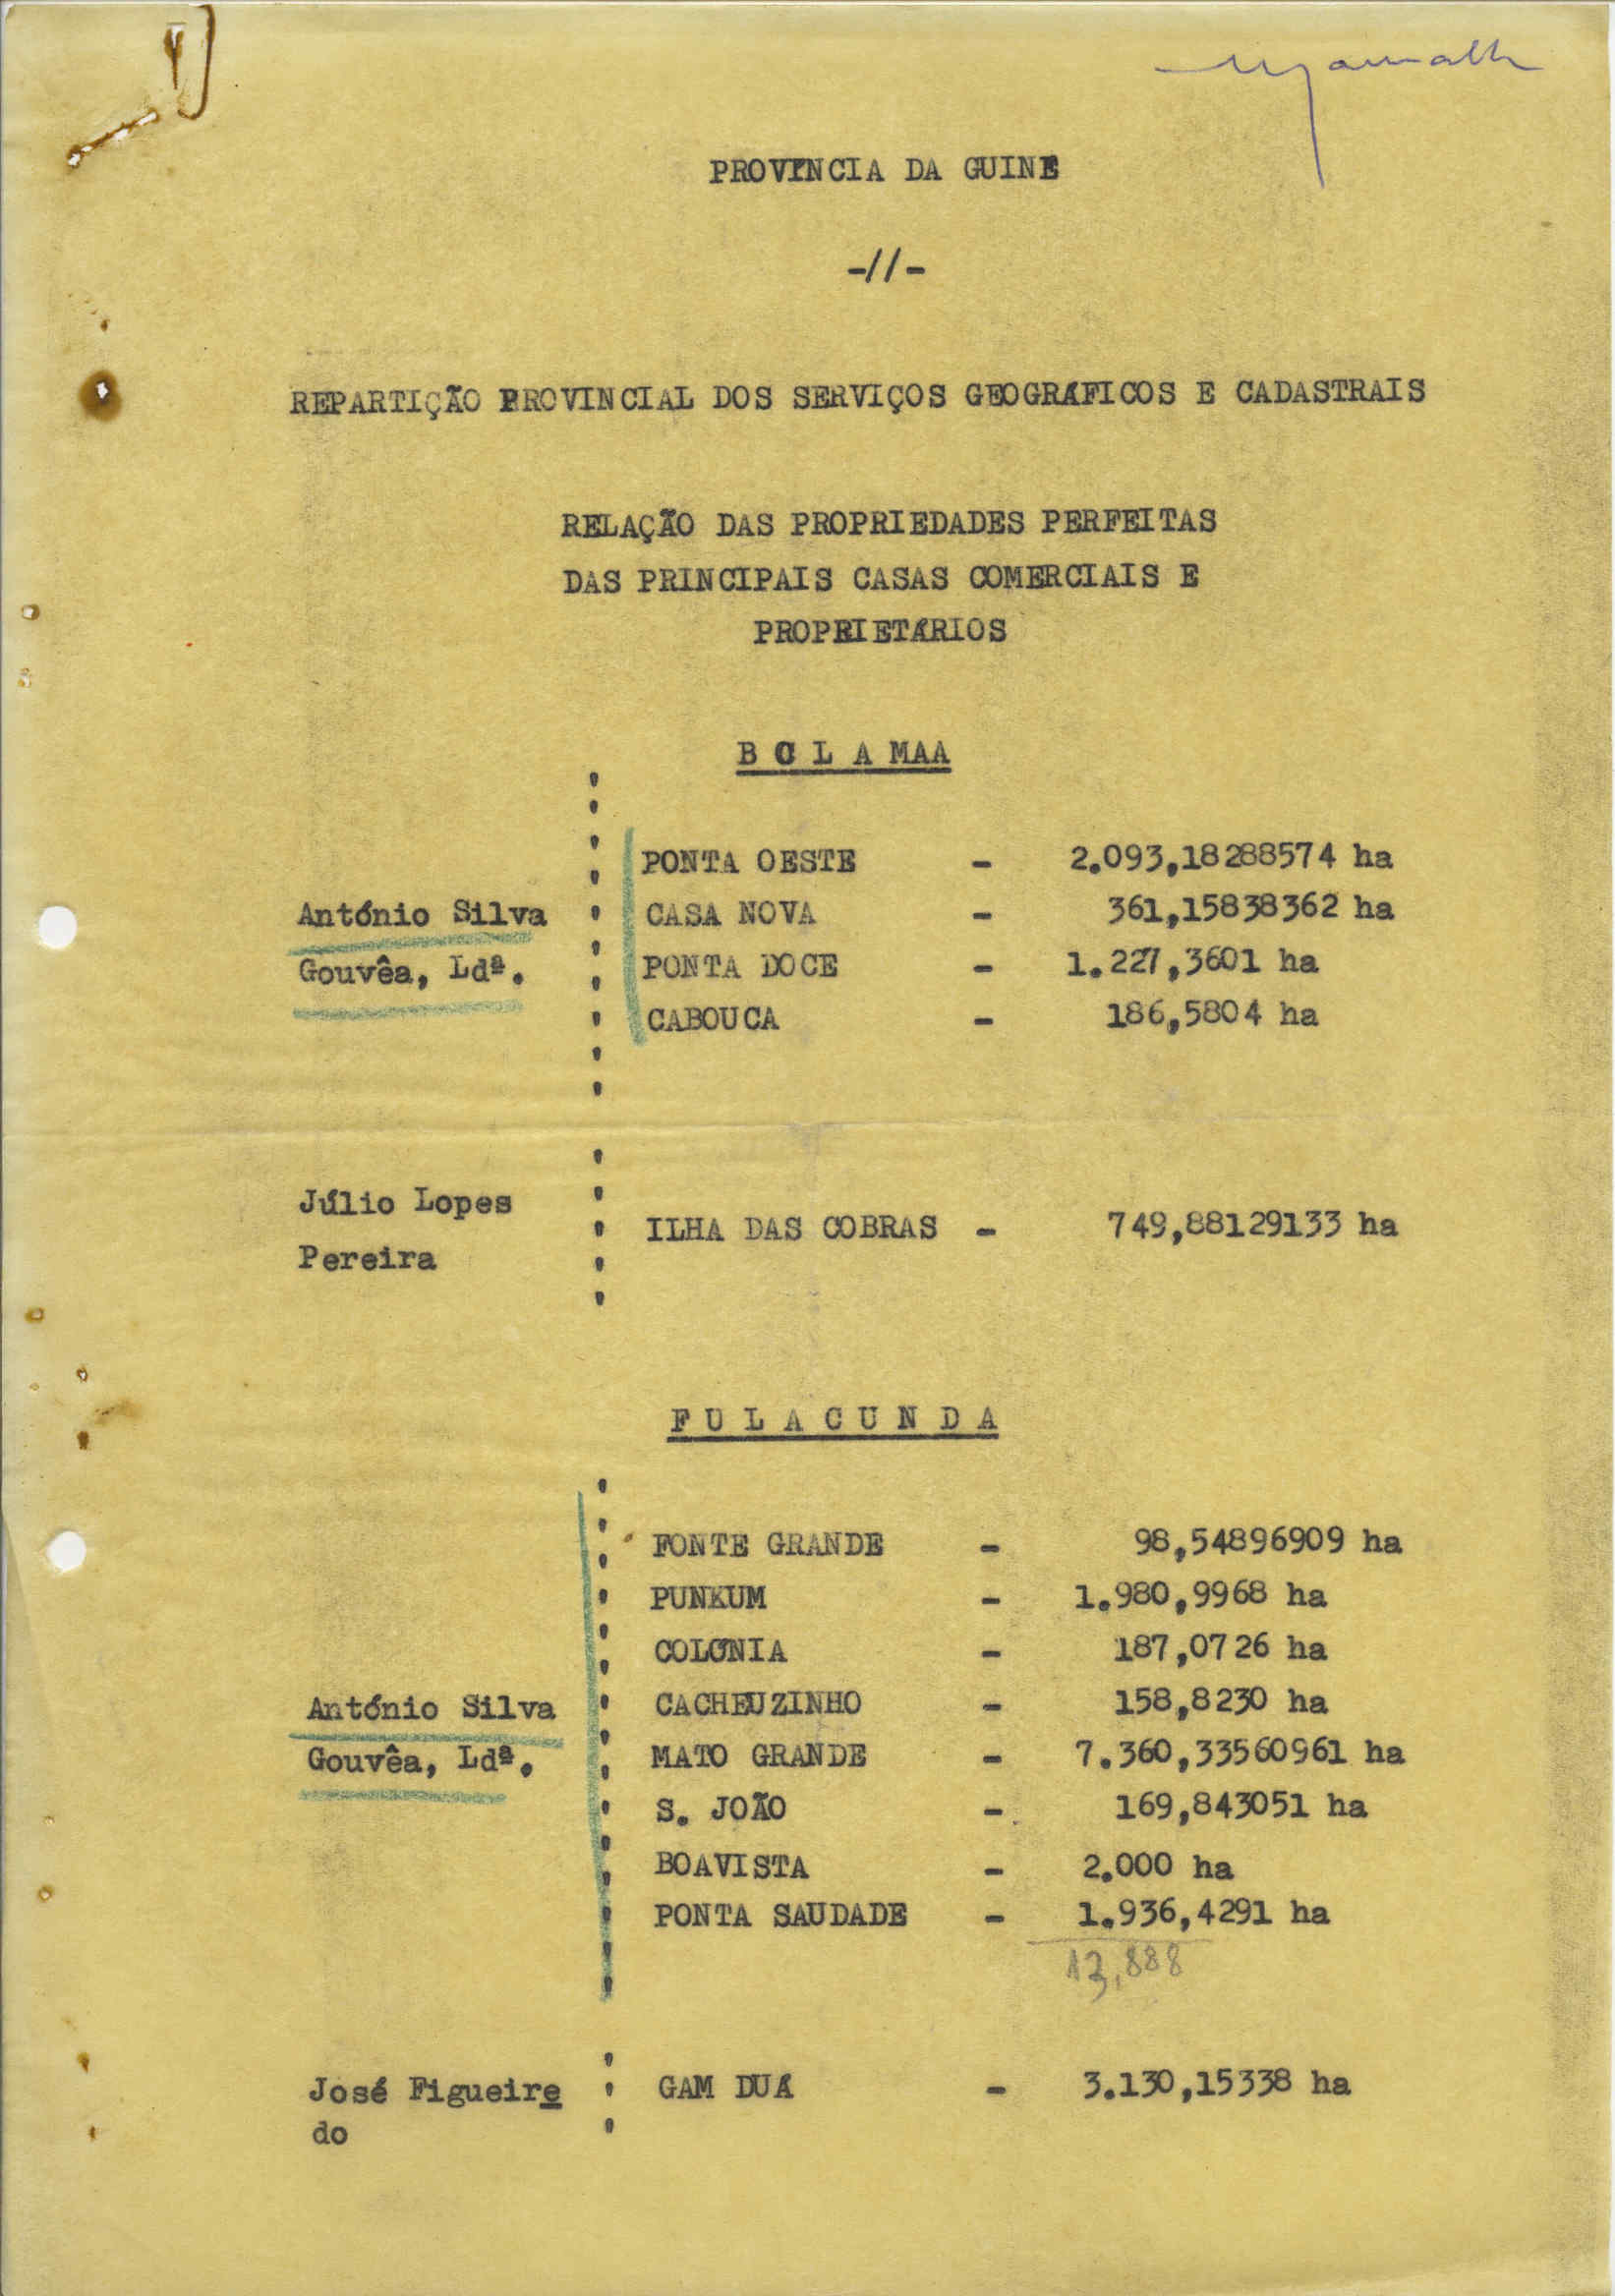 PROVÍNCIA DA GUINÉ
-//-
REPARTIÇÃO PROVINCIAL DOS SERVIÇOS GEOGRÁFICOS E CADASTRAIS
RELAÇÃO DAS PROPRIEDADES PERFEITAS
DAS PRINCIPAIS CASAS COMERCIAIS E
PROPRIETÁRIOS
B O L A MAA
PONTA OESTE - 2.093,18288574 ha
António Silva CASA NOVA - 361,15838362 ha
Gouvêa, Ldª. PONTA DOCE - 1.227,3601 ha
CABOUCA - 186,5804 ha
Júlio Lopes
ILHA DAS COBRAS - 749,88129133 ha
Pereira
F U L A C U N D A
FONTE GRANDE - 98,54896909 ha
PUNKUM - 1.980,9968 ha
COLÓNIA - 187,0726 ha
António Silva CACHEUZINHO - 158,8230 ha
Gouvêa, Ldª. MATO GRANDE - 7.360,33560961 ha
S. JOÃO - 169,843051 ha
BOAVISTA - 2.000 ha
PONTA SAUDADE - 1.936,4291 ha
13,888
José Figueire GAM DUÁ - 3.130,15338 ha
do